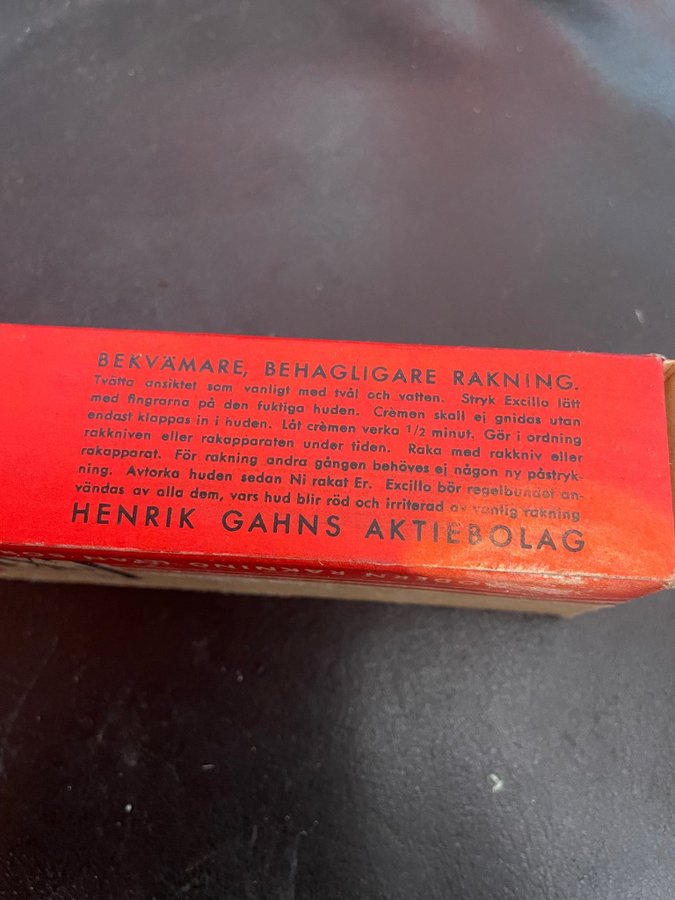 BEKVÄMARE, BEHAGLIGARE RAKNING.
Tvätta ansiktet som vanligt med tvål och vatten. Stryk Excillo lätt
med fingrarna på den fuktiga huden. Crèmen skall ej gnidas utan
endast klappas in i huden. Låt crèmen verka 1/2 minut. Gör i ordning
rakkniven eller rakapparaten under tiden. Raka med rakkniv eller
rakapparat. För rakning andra gången behöves ej någon ny påstryk-
ning. Avtorka huden sedan Ni rakat Er. Excillo bör regelbundet an-
vändas av alla dem, vars hud blir röd och irriterad av vanlig rakning
HENRIK GAHNS AKTIEBOLAG
DERN RAKNING